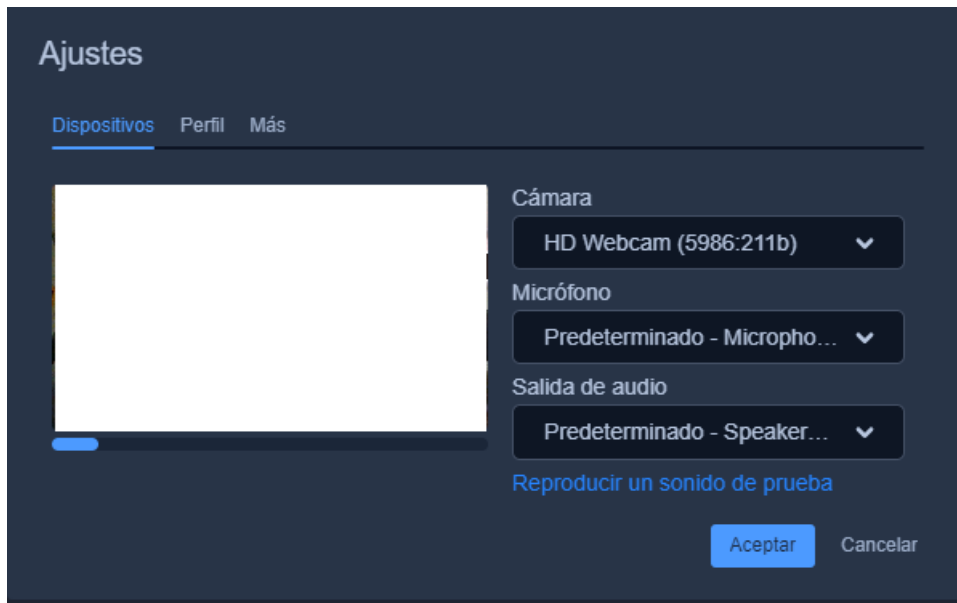 Ajustes
Dispositivos Perfil Más
Cámara
HD Webcam (5986:211b)
Micrófono
Predeterminado - Micropho...
Salida de audio
Predeterminado - Speaker...
Reproducir un sonido de prueba
Aceptar Cancelar